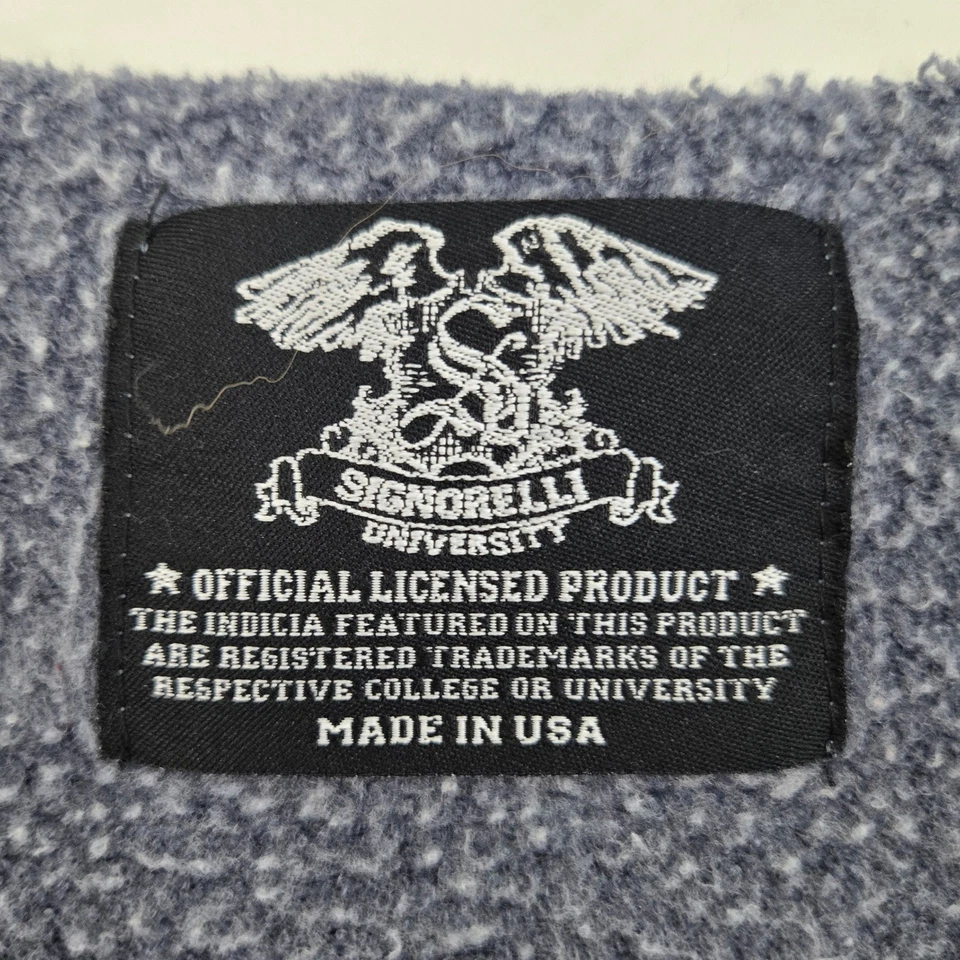 SU
SIGNORELLI
UNIVERSITY
★ OFFICIAL LICENSED PRODUCT ★
THE INDICIA FEATURED ON THIS PRODUCT
ARE REGISTERED TRADEMARKS OF THE
RESPECTIVE COLLEGE OR UNIVERSITY
MADE IN USA